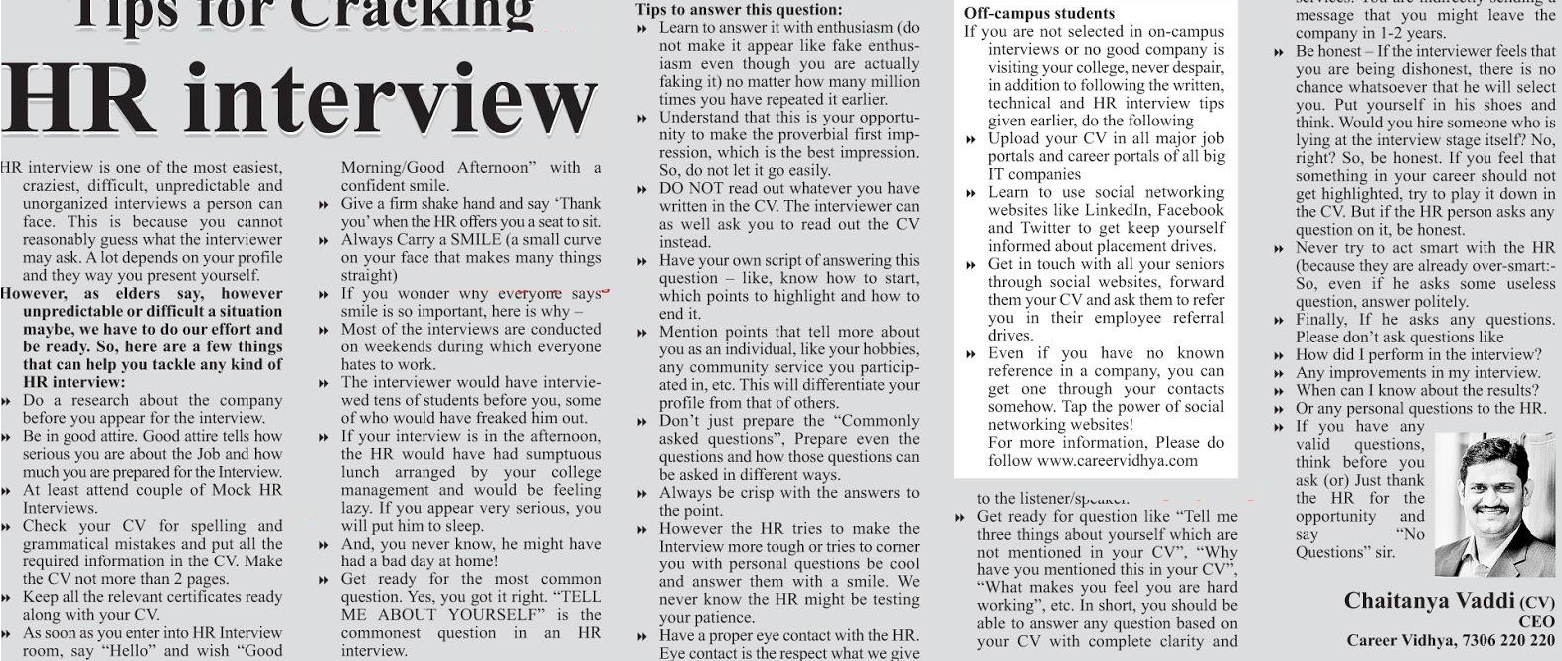 Tips for Cracking
HR interview
HR interview is one of the most easiest,
craziest, difficult, unpredictable and
unorganized interviews a person can
face. This is because you cannot
reasonably guess what the interviewer
may ask. A lot depends on your profile
and they way you present yourself.
However, as elders say, however
unpredictable or difficult a situation
maybe, we have to do our effort and
be ready. So, here are a few things
that can help you tackle any kind of
HR interview:
Do a research about the company
before you appear for the interview.
Be in good attire. Good attire tells how
serious you are about the Job and how
much you are prepared for the Interview.
At least attend couple of Mock HR
Interviews.
Check your CV for spelling and
grammatical mistakes and put all the
required information in the CV. Make
the CV not more than 2 pages.
Keep all the relevant certificates ready
along with your CV.
As soon as you enter into HR Interview
room, say “Hello” and wish “Good
Morning/Good Afternoon” with a
confident smile.
Give a firm shake hand and say ‘Thank
you’ when the HR offers you a seat to sit.
Always Carry a SMILE (a small curve
on your face that makes many things
straight)
If you wonder why everyone says
smile is so important, here is why –
Most of the interviews are conducted
on weekends during which everyone
hates to work.
The interviewer would have intervie-
wed tens of students before you, some
of who would have freaked him out.
If your interview is in the afternoon,
the HR would have had sumptuous
lunch arranged by your college
management and would be feeling
lazy. If you appear very serious, you
will put him to sleep.
And, you never know, he might have
had a bad day at home!
Get ready for the most common
question. Yes, you got it right. “TELL
ME ABOUT YOURSELF” is the
commonest question in an HR
interview.
Tips to answer this question:
Learn to answer it with enthusiasm (do
not make it appear like fake enthus-
iasm even though you are actually
faking it) no matter how many million
times you have repeated it earlier.
Understand that this is your opportu-
nity to make the proverbial first imp-
ression, which is the best impression.
So, do not let it go easily.
DO NOT read out whatever you have
written in the CV. The interviewer can
as well ask you to read out the CV
instead.
Have your own script of answering this
question – like, know how to start,
which points to highlight and how to
end it.
Mention points that tell more about
you as an individual, like your hobbies,
any community service you particip-
ated in, etc. This will differentiate your
profile from that of others.
Don’t just prepare the “Commonly
asked questions”, Prepare even the
questions and how those questions can
be asked in different ways.
Always be crisp with the answers to
the point.
However the HR tries to make the
Interview more tough or tries to corner
you with personal questions be cool
and answer them with a smile. We
never know the HR might be testing
your patience.
Have a proper eye contact with the HR.
Eye contact is the respect what we give
Off-campus students
If you are not selected in on-campus
interviews or no good company is
visiting your college, never despair,
in addition to following the written,
technical and HR interview tips
given earlier, do the following
Upload your CV in all major job
portals and career portals of all big
IT companies
Learn to use social networking
websites like LinkedIn, Facebook
and Twitter to get keep yourself
informed about placement drives.
Get in touch with all your seniors
through social websites, forward
them your CV and ask them to refer
you in their employee referral
drives.
Even if you have no known
reference in a company, you can
get one through your contacts
somehow. Tap the power of social
networking websites!
For more information, Please do
follow www.careervidhya.com
to the listener/speaker.
Get ready for question like “Tell me
three things about yourself which are
not mentioned in your CV”, “Why
have you mentioned this in your CV”,
“What makes you feel you are hard
working”, etc. In short, you should be
able to answer any question based on
your CV with complete clarity and
services. You are indirectly sending a
message that you might leave the
company in 1-2 years.
Be honest – If the interviewer feels that
you are being dishonest, there is no
chance whatsoever that he will select
you. Put yourself in his shoes and
think. Would you hire someone who is
lying at the interview stage itself? No,
right? So, be honest. If you feel that
something in your career should not
get highlighted, try to play it down in
the CV. But if the HR person asks any
question on it, be honest.
Never try to act smart with the HR
(because they are already over-smart:-
So, even if he asks some useless
question, answer politely.
Finally, If he asks any questions.
Please don’t ask questions like
How did I perform in the interview?
Any improvements in my interview.
When can I know about the results?
Or any personal questions to the HR.
If you have any
valid questions,
think before you
ask (or) Just thank
the HR for the
opportunity and
say “No
Questions” sir.
Chaitanya Vaddi (CV)
CEO
Career Vidhya, 7306 220 220